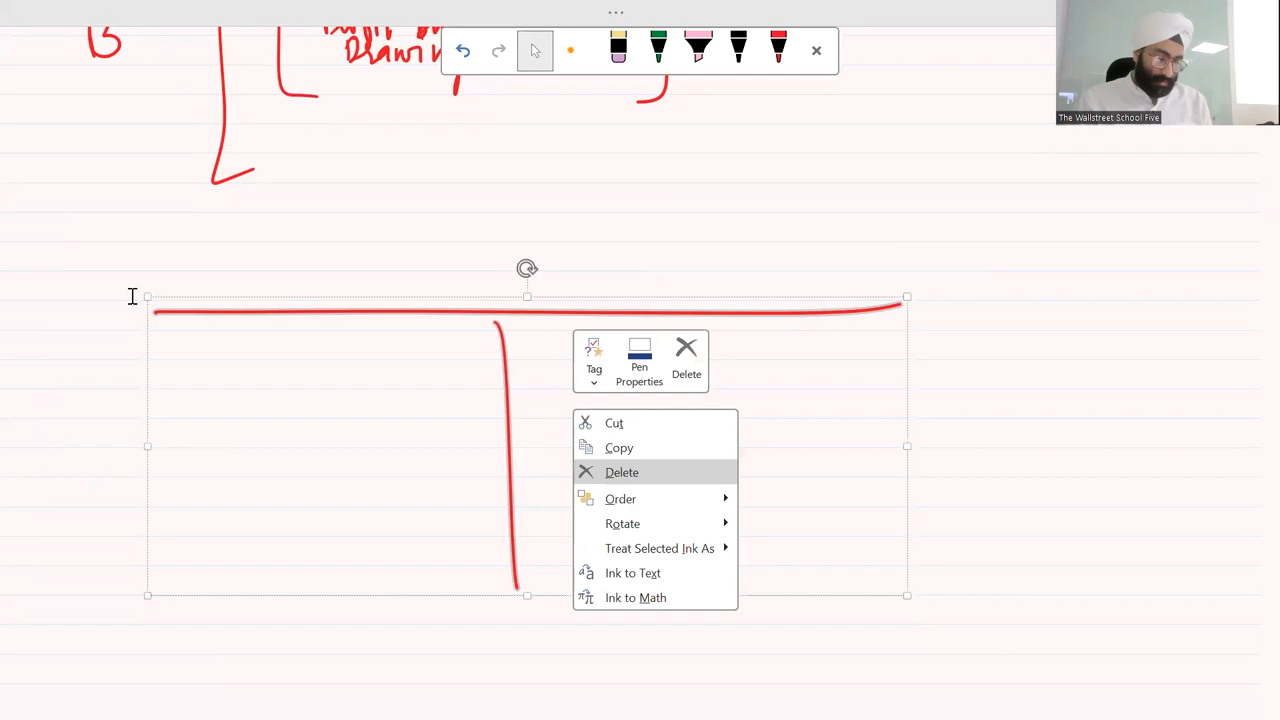 B
Drawin
The Wallstreet School Five
Tag
Pen
Properties
Delete
Cut
Copy
Delete
Order
Rotate
Treat Selected Ink As
Ink to Text
Ink to Math